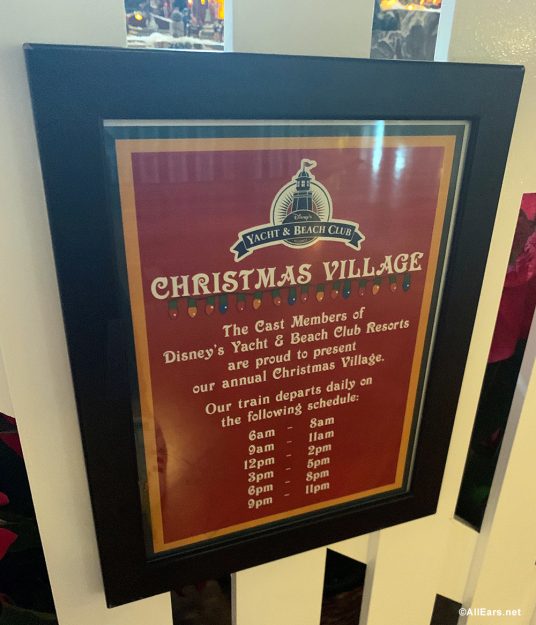 Disney's
YACHT & BEACH CLUB
CHRISTMAS VILLAGE
The Cast Members of
Disney's Yacht & Beach Club Resorts
are proud to present
our annual Christmas Village.
Our train departs daily on
the following schedule:
6am - 8am
9am - 11am
12pm - 2pm
3pm - 5pm
6pm - 8pm
9pm - 11pm
©AllEars.net